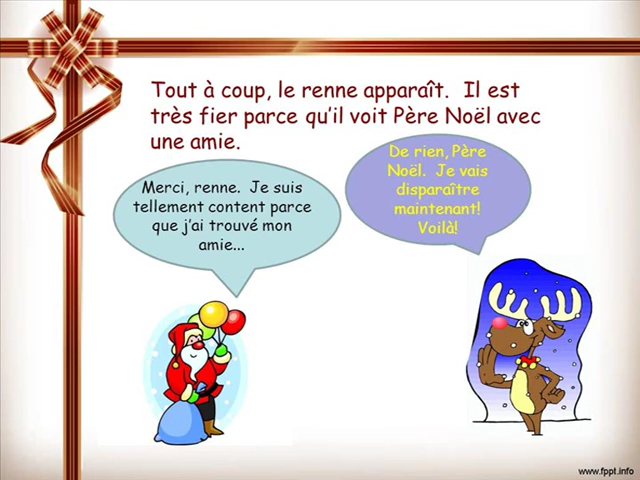 Tout à coup, le renne apparaît.  Il est
très fier parce qu'il voit Père Noël avec
une amie.
Merci, renne.  Je suis
tellement content parce
que j'ai trouvé mon
amie...
De rien, Père
Noël.  Je vais
disparaître
maintenant!
Voilà!
www.fppt.info